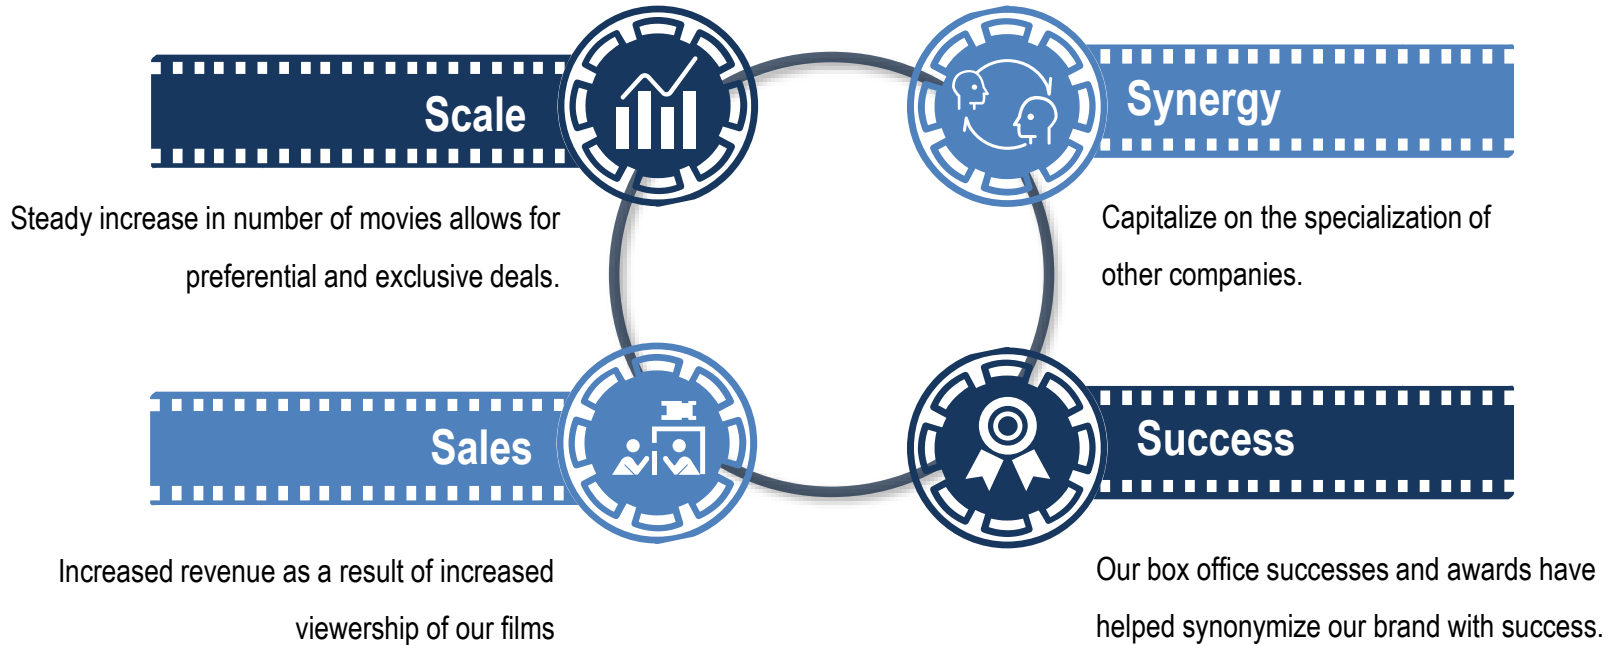 Scale
Steady increase in number of movies allows for
preferential and exclusive deals.
Synergy
Capitalize on the specialization of
other companies.
Sales
Increased revenue as a result of increased
viewership of our films
Success
Our box office successes and awards have
helped synonymize our brand with success.